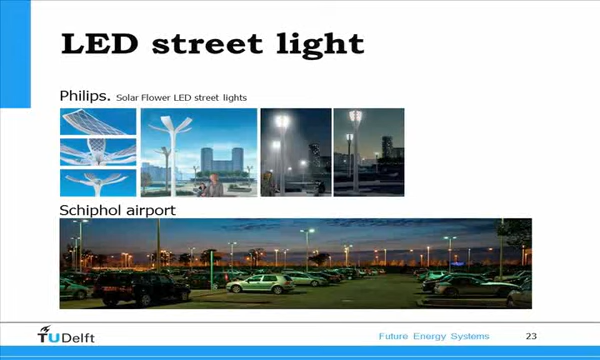 LED street light
Philips. Solar Flower LED street lights
Schiphol airport
TUDelft
Future Energy Systems 23